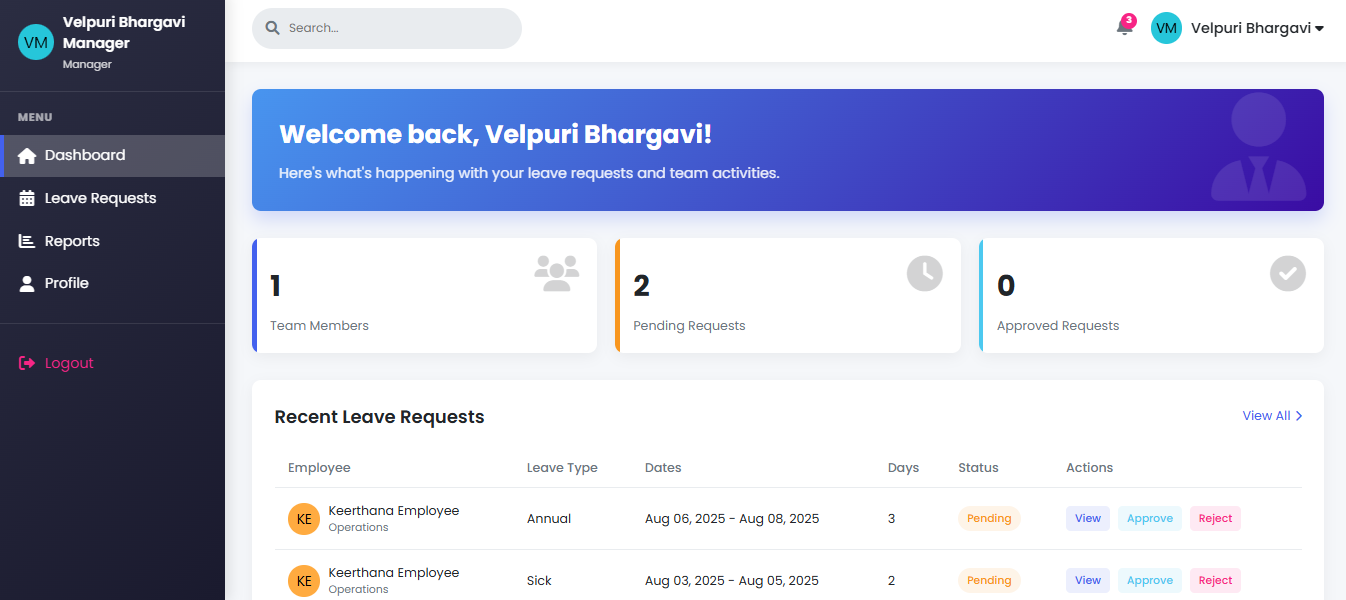 VM
Velpuri Bhargavi
Manager
Manager
MENU
Dashboard
Leave Requests
Reports
Profile
Logout
Search...
3
VM
Velpuri Bhargavi
Welcome back, Velpuri Bhargavi!
Here's what's happening with your leave requests and team activities.
1
Team Members
2
Pending Requests
0
Approved Requests
Recent Leave Requests
View All
Employee Leave Type Dates Days Status Actions
KE Keerthana Employee
Operations
Annual Aug 06, 2025 - Aug 08, 2025 3 Pending View Approve Reject
KE Keerthana Employee
Operations
Sick Aug 03, 2025 - Aug 05, 2025 2 Pending View Approve Reject